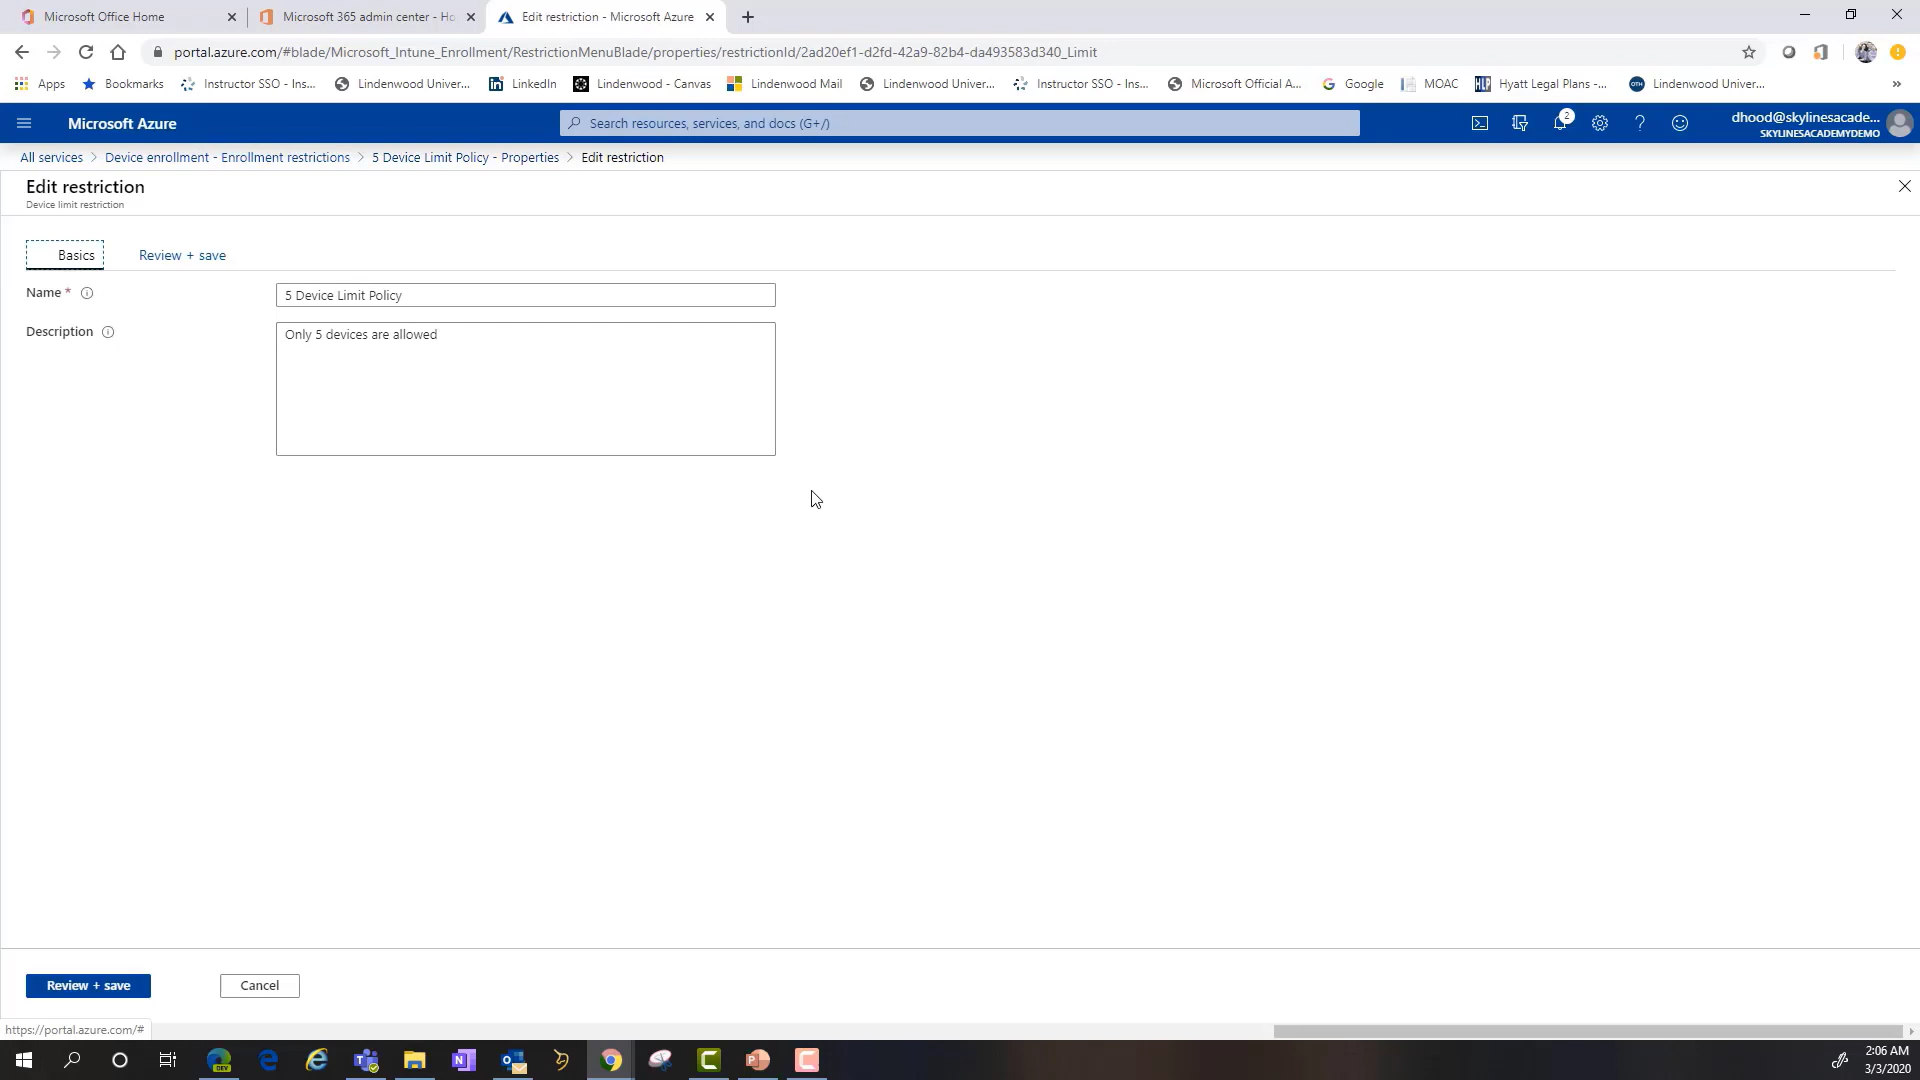 Microsoft Office Home
Microsoft 365 admin center - Ho
Edit restriction - Microsoft Azure
portal.azure.com/#blade/Microsoft_Intune_Enrollment/RestrictionMenuBlade/properties/restrictionId/2ad20ef1-d2fd-42a9-82b4-da493583d340_Limit
Apps
Bookmarks
Instructor SSO - Ins...
Lindenwood Univer...
LinkedIn
Lindenwood - Canvas
Lindenwood Mail
Lindenwood Univer...
Instructor SSO - Ins...
Microsoft Official A...
Google
MOAC
Hyatt Legal Plans -...
Lindenwood Univer...
Microsoft Azure
Search resources, services, and docs (G+/)
2
dhood@skylinesacade...
SKYLINESACADEMYDEMO
All services > Device enrollment - Enrollment restrictions > 5 Device Limit Policy - Properties > Edit restriction
Edit restriction
Device limit restriction
Basics
Review + save
Name *
5 Device Limit Policy
Description
Only 5 devices are allowed
Review + save
Cancel
https://portal.azure.com/#
2:06 AM
3/3/2020